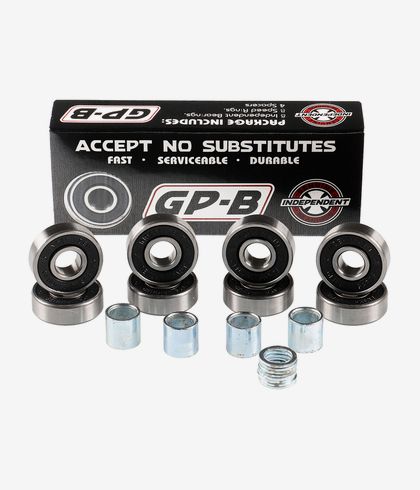 PACKAGE INCLUDES:
8 Independent Bearings.
8 Speed Rings.
4 Spacers
GP-B
INDEPENDENT
ACCEPT NO SUBSTITUTES
FAST · SERVICEABLE · DURABLE
GP-B
INDEPENDENT